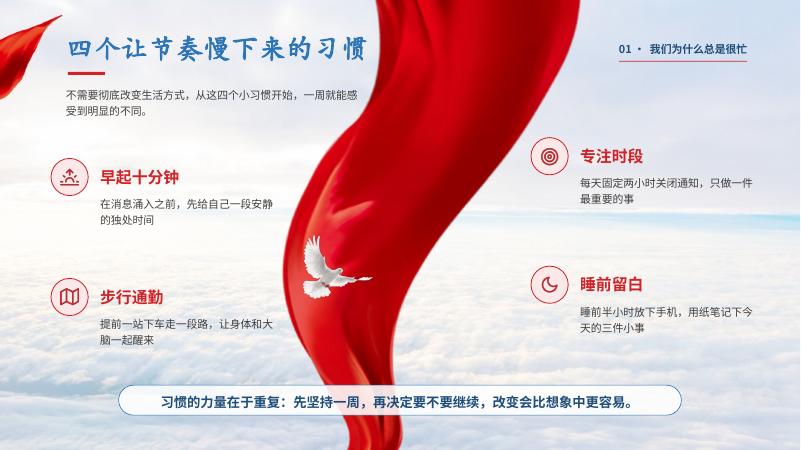 四个让节奏慢下来的习惯
01 · 我们为什么总是很忙
不需要彻底改变生活方式，从这四个小习惯开始，一周就能感
受到明显的不同。
早起十分钟
在消息涌入之前，先给自己一段安静
的独处时间
步行通勤
提前一站下车走一段路，让身体和大
脑一起醒来
专注时段
每天固定两小时关闭通知，只做一件
最重要的事
睡前留白
睡前半小时放下手机，用纸笔记下今
天的三件小事
习惯的力量在于重复：先坚持一周，再决定要不要继续，改变会比想象中更容易。